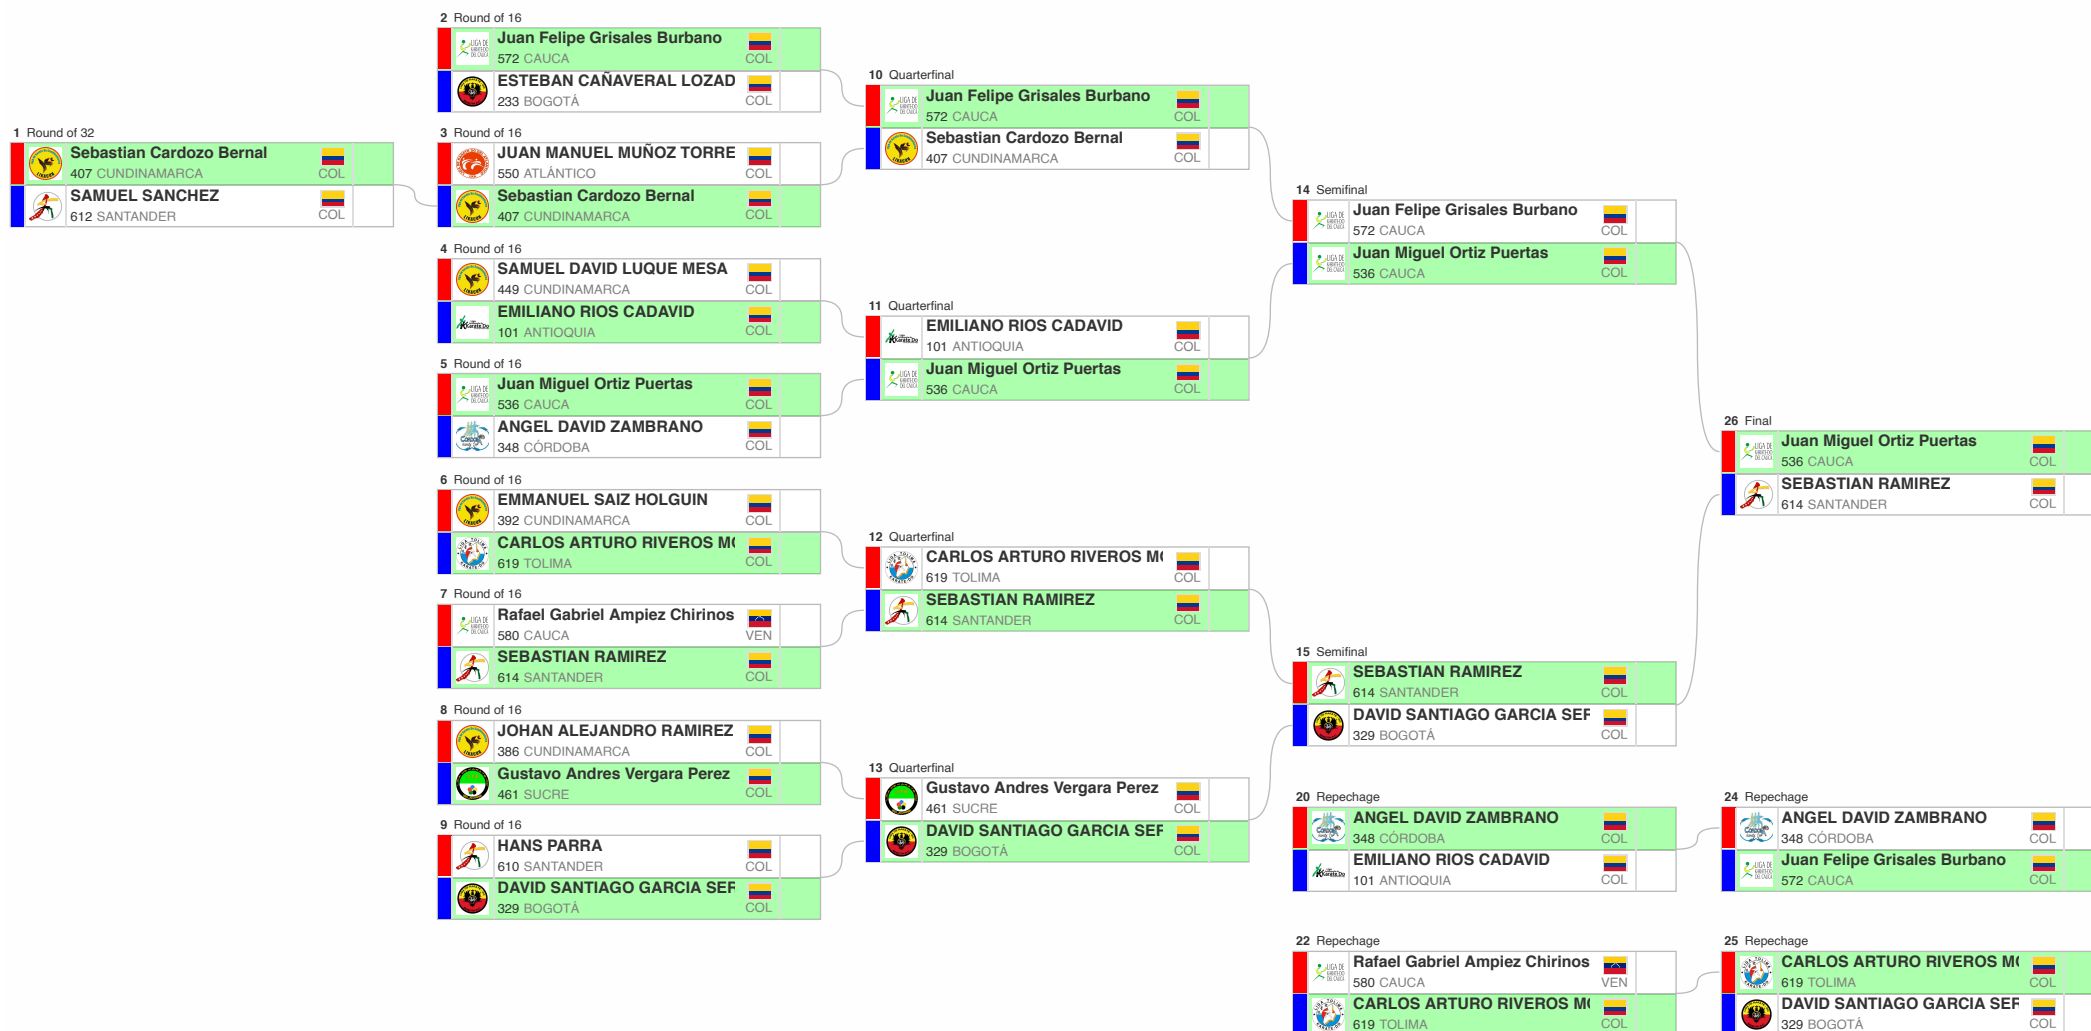 1 Round of 32
Sebastian Cardozo Bernal
407 CUNDINAMARCA COL
SAMUEL SANCHEZ
612 SANTANDER COL
2 Round of 16
Juan Felipe Grisales Burbano
572 CAUCA COL
ESTEBAN CAÑAVERAL LOZAD
233 BOGOTÁ COL
3 Round of 16
JUAN MANUEL MUÑOZ TORRE
550 ATLÁNTICO COL
Sebastian Cardozo Bernal
407 CUNDINAMARCA COL
4 Round of 16
SAMUEL DAVID LUQUE MESA
449 CUNDINAMARCA COL
EMILIANO RIOS CADAVID
101 ANTIOQUIA COL
5 Round of 16
Juan Miguel Ortiz Puertas
536 CAUCA COL
ANGEL DAVID ZAMBRANO
348 CÓRDOBA COL
6 Round of 16
EMMANUEL SAIZ HOLGUIN
392 CUNDINAMARCA COL
CARLOS ARTURO RIVEROS
619 TOLIMA COL
7 Round of 16
Rafael Gabriel Ampiez Chirinos
580 CAUCA VEN
SEBASTIAN RAMIREZ
614 SANTANDER COL
8 Round of 16
JOHAN ALEJANDRO RAMIREZ
386 CUNDINAMARCA COL
Gustavo Andres Vergara Perez
461 SUCRE COL
9 Round of 16
HANS PARRA
610 SANTANDER COL
DAVID SANTIAGO GARCIA
329 BOGOTÁ COL
10 Quarterfinal
Juan Felipe Grisales Burbano
572 CAUCA COL
Sebastian Cardozo Bernal
407 CUNDINAMARCA COL
11 Quarterfinal
EMILIANO RIOS CADAVID
101 ANTIOQUIA COL
Juan Miguel Ortiz Puertas
536 CAUCA COL
12 Quarterfinal
CARLOS ARTURO RIVEROS
619 TOLIMA COL
SEBASTIAN RAMIREZ
614 SANTANDER COL
13 Quarterfinal
Gustavo Andres Vergara Perez
461 SUCRE COL
DAVID SANTIAGO GARCIA
329 BOGOTÁ COL
14 Semifinal
Juan Felipe Grisales Burbano
572 CAUCA COL
Juan Miguel Ortiz Puertas
536 CAUCA COL
15 Semifinal
SEBASTIAN RAMIREZ
614 SANTANDER COL
DAVID SANTIAGO GARCIA
329 BOGOTÁ COL
20 Repechage
ANGEL DAVID ZAMBRANO
348 CÓRDOBA COL
EMILIANO RIOS CADAVID
101 ANTIOQUIA COL
22 Repechage
Rafael Gabriel Ampiez Chirinos
580 CAUCA VEN
CARLOS ARTURO RIVEROS
619 TOLIMA COL
26 Final
Juan Miguel Ortiz Puertas
536 CAUCA COL
SEBASTIAN RAMIREZ
614 SANTANDER COL
24 Repechage
ANGEL DAVID ZAMBRANO
348 CÓRDOBA COL
Juan Felipe Grisales Burbano
572 CAUCA COL
25 Repechage
CARLOS ARTURO RIVEROS
619 TOLIMA COL
DAVID SANTIAGO GARCIA
329 BOGOTÁ COL